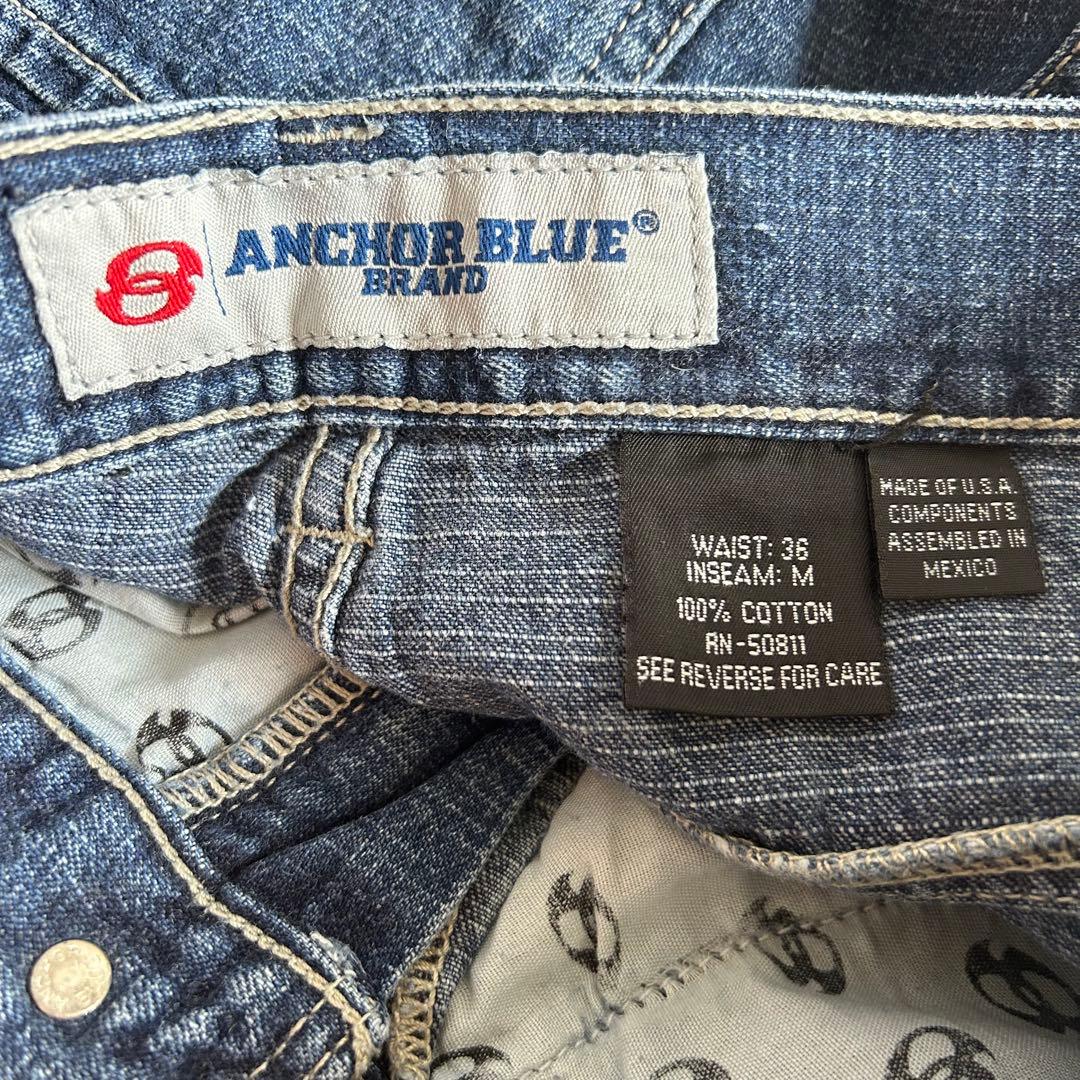 ANCHOR BLUE®
BRAND
WAIST: 36
INSEAM: M
100% COTTON
RN-50811
SEE REVERSE FOR CARE
MADE OF U.S.A.
COMPONENTS
ASSEMBLED IN
MEXICO